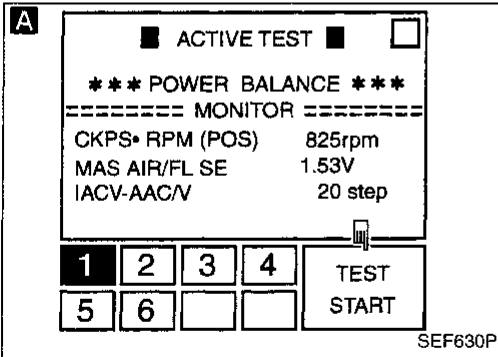 A
■ ACTIVE TEST ■
*** POWER BALANCE ***
======== MONITOR ========
CKPS• RPM (POS) 825rpm
MAS AIR/FL SE 1.53V
IACV-AAC/V 20 step
1 2 3 4 TEST
5 6 START
SEF630P